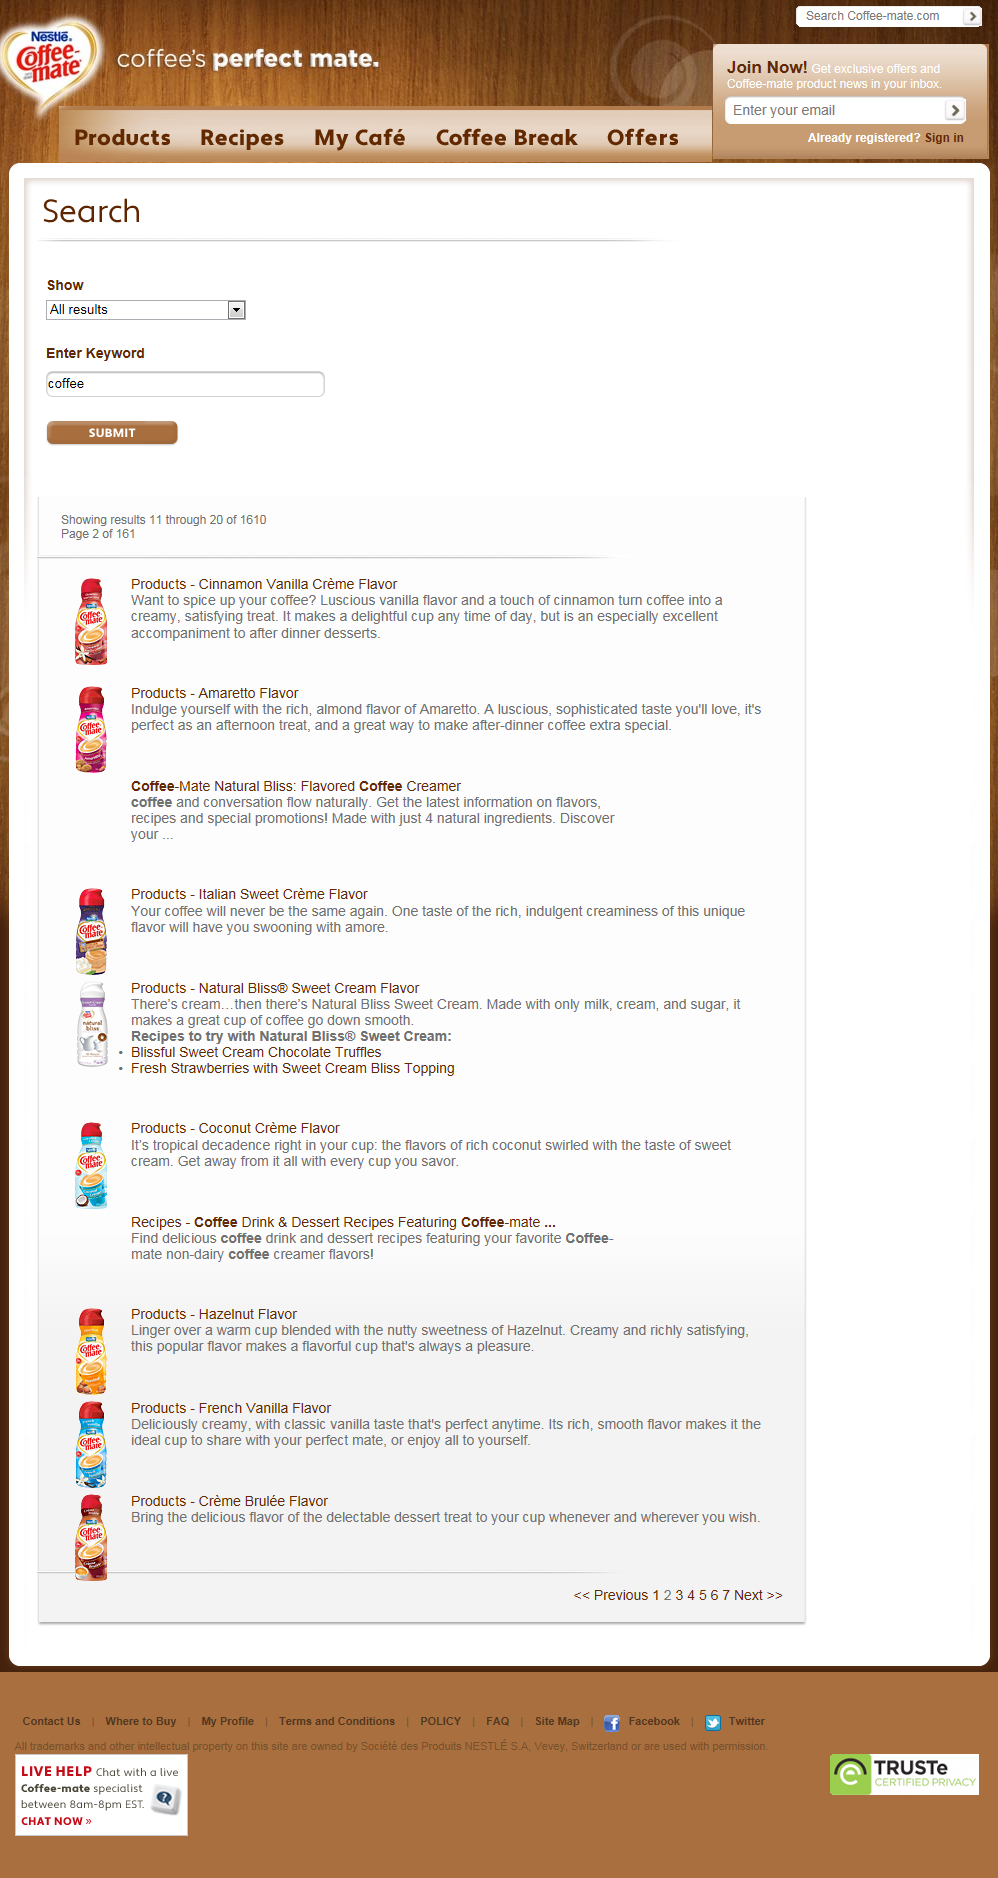 Search Coffee-mate.com
Nestlé
Coffee-mate
coffee's perfect mate.
Join Now! Get exclusive offers and
Coffee-mate product news in your inbox.
Enter your email
Already registered? Sign in
Products Recipes My Café Coffee Break Offers
Search
Show
All results
Enter Keyword
coffee
SUBMIT
Showing results 11 through 20 of 1610
Page 2 of 161
Products - Cinnamon Vanilla Crème Flavor
Want to spice up your coffee? Luscious vanilla flavor and a touch of cinnamon turn coffee into a
creamy, satisfying treat. It makes a delightful cup any time of day, but is an especially excellent
accompaniment to after dinner desserts.
Products - Amaretto Flavor
Indulge yourself with the rich, almond flavor of Amaretto. A luscious, sophisticated taste you'll love, it's
perfect as an afternoon treat, and a great way to make after-dinner coffee extra special.
Coffee-Mate Natural Bliss: Flavored Coffee Creamer
coffee and conversation flow naturally. Get the latest information on flavors,
recipes and special promotions! Made with just 4 natural ingredients. Discover
your ...
Products - Italian Sweet Crème Flavor
Your coffee will never be the same again. One taste of the rich, indulgent creaminess of this unique
flavor will have you swooning with amore.
Products - Natural Bliss® Sweet Cream Flavor
There's cream…then there's Natural Bliss Sweet Cream. Made with only milk, cream, and sugar, it
makes a great cup of coffee go down smooth.
Recipes to try with Natural Bliss® Sweet Cream:
• Blissful Sweet Cream Chocolate Truffles
• Fresh Strawberries with Sweet Cream Bliss Topping
Products - Coconut Crème Flavor
It's tropical decadence right in your cup: the flavors of rich coconut swirled with the taste of sweet
cream. Get away from it all with every cup you savor.
Recipes - Coffee Drink & Dessert Recipes Featuring Coffee-mate ...
Find delicious coffee drink and dessert recipes featuring your favorite Coffee-
mate non-dairy coffee creamer flavors!
Products - Hazelnut Flavor
Linger over a warm cup blended with the nutty sweetness of Hazelnut. Creamy and richly satisfying,
this popular flavor makes a flavorful cup that's always a pleasure.
Products - French Vanilla Flavor
Deliciously creamy, with classic vanilla taste that's perfect anytime. Its rich, smooth flavor makes it the
ideal cup to share with your perfect mate, or enjoy all to yourself.
Products - Crème Brulée Flavor
Bring the delicious flavor of the delectable dessert treat to your cup whenever and wherever you wish.
<< Previous 1 2 3 4 5 6 7 Next >>
Contact Us | Where to Buy | My Profile | Terms and Conditions | POLICY | FAQ | Site Map | Facebook | Twitter
All trademarks and other intellectual property on this site are owned by Société des Produits NESTLÉ S.A, Vevey, Switzerland or are used with permission.
LIVE HELP Chat with a live
Coffee-mate specialist
between 8am-8pm EST.
CHAT NOW »
TRUSTe
CERTIFIED PRIVACY